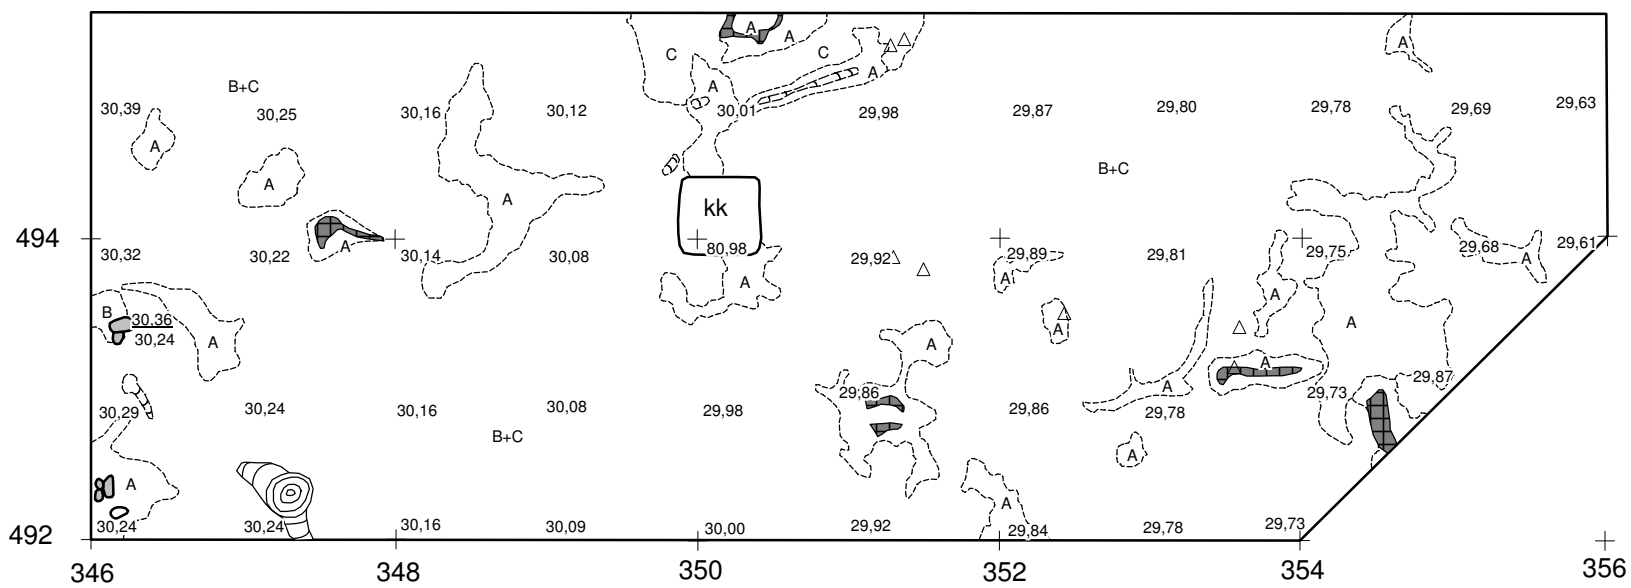 A A A
C C A
B+C A
30,39 30,25 30,16 30,12 30,01 29,98 29,87 29,80 29,78 29,69 29,63
A B+C
A A kk
494 A 80,98
30,32 30,22 30,14 30,08 29,92 29,89 29,81 29,75 29,68 29,61
A A A A
B 30,36 A A A
30,24 A A
A A 29,87
30,29 30,24 30,16 30,08 29,98 29,86 29,86 29,78 29,73
B+C A
A A
30,24 30,24 30,16 30,09 30,00 29,92 29,84 29,78 29,73
492
346 348 350 352 354 356